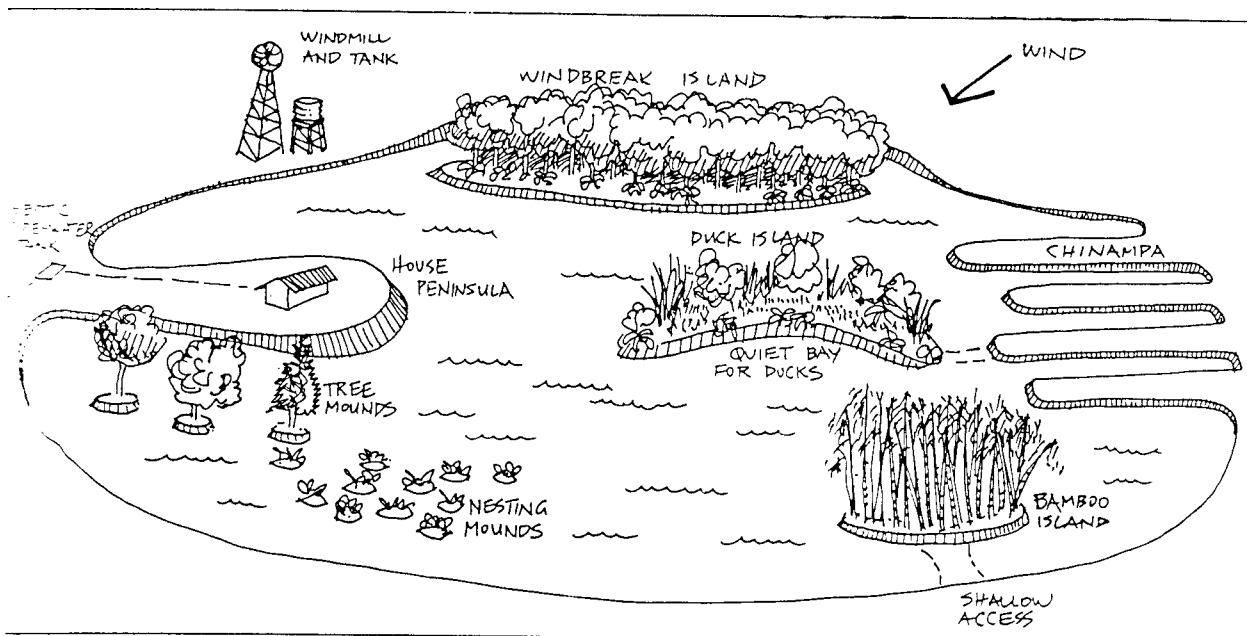 WINDMILL
AND TANK
WINDBREAK ISLAND
WIND
TANK
HOUSE
PENINSULA
DUCK ISLAND
CHINAMPA
QUIET BAY
FOR DUCKS
TREE
MOUNDS
NESTING
MOUNDS
BAMBOO
ISLAND
SHALLOW
ACCESS